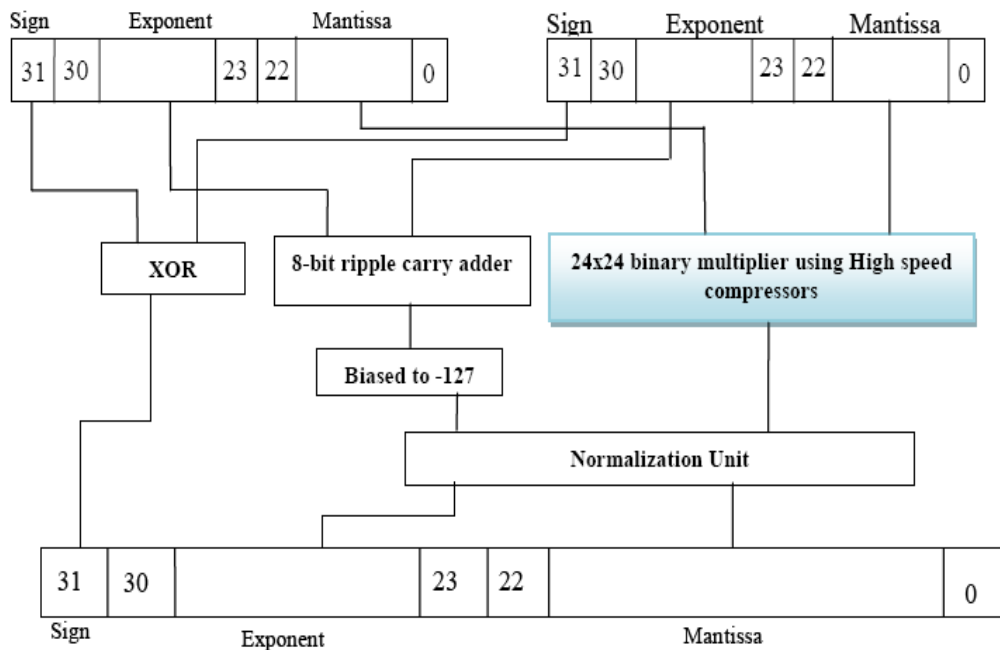 Sign Exponent Mantissa
31 30 23 22 0
Sign Exponent Mantissa
31 30 23 22 0
XOR
8-bit ripple carry adder
24x24 binary multiplier using High speed
compressors
Biased to -127
Normalization Unit
31 30 23 22 0
Sign Exponent Mantissa